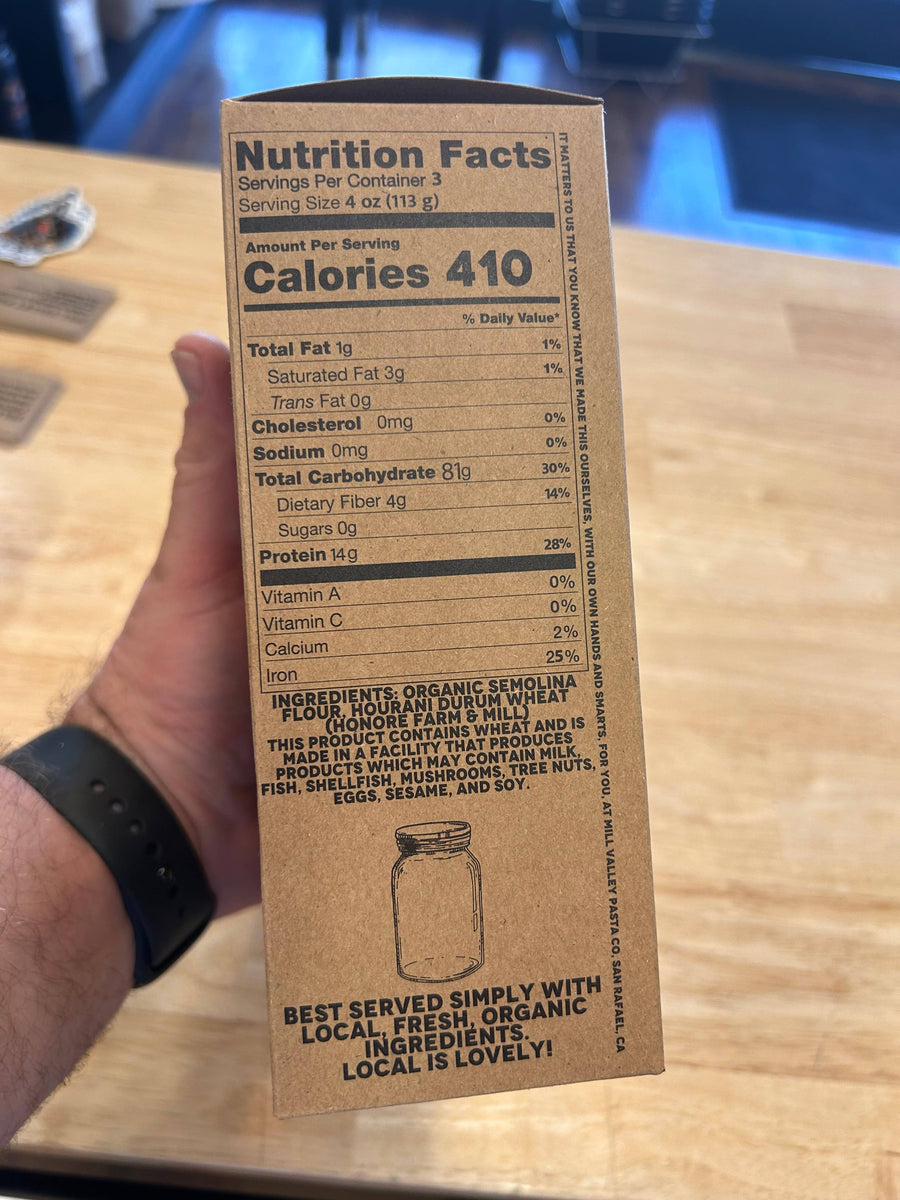 Nutrition Facts
Servings Per Container 3
Serving Size 4 oz (113 g)
Amount Per Serving
Calories 410
% Daily Value*
Total Fat 1g 1%
Saturated Fat 3g 1%
Trans Fat 0g
Cholesterol 0mg 0%
Sodium 0mg 0%
Total Carbohydrate 81g 30%
Dietary Fiber 4g 14%
Sugars 0g
Protein 14g 28%
Vitamin A 0%
Vitamin C 0%
Calcium 2%
Iron 25%
INGREDIENTS: ORGANIC SEMOLINA
FLOUR, HOURANI DURUM WHEAT
(HONORE FARM & MILL)
THIS PRODUCT CONTAINS WHEAT AND IS
MADE IN A FACILITY THAT PRODUCES
PRODUCTS WHICH MAY CONTAIN MILK,
FISH, SHELLFISH, MUSHROOMS, TREE NUTS,
EGGS, SESAME, AND SOY.
BEST SERVED SIMPLY WITH
LOCAL, FRESH, ORGANIC
INGREDIENTS.
LOCAL IS LOVELY!
IT MATTERS TO US THAT YOU KNOW THAT WE MADE THIS OURSELVES, WITH OUR OWN HANDS AND SMARTS, FOR YOU, AT MILL VALLEY PASTA CO. SAN RAFAEL, CA